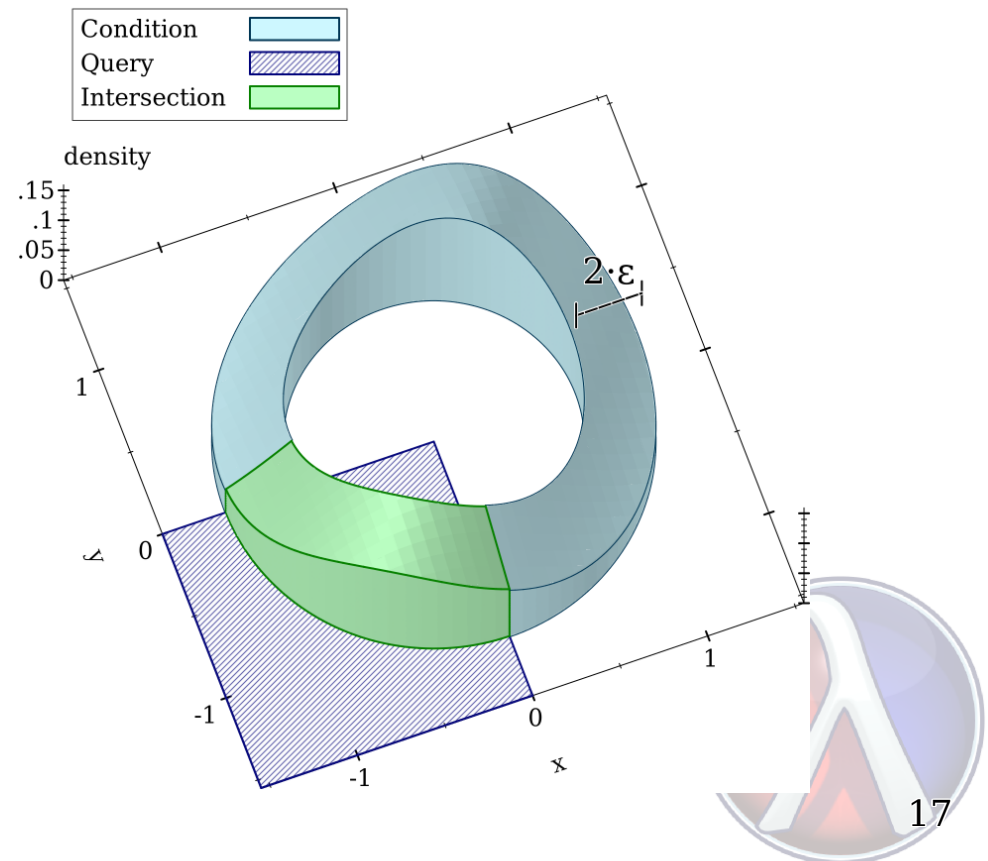 Condition
Query
Intersection
density
.15
.1
.05
0
2·ε
1
0
y
-1
1
0
-1
x
17